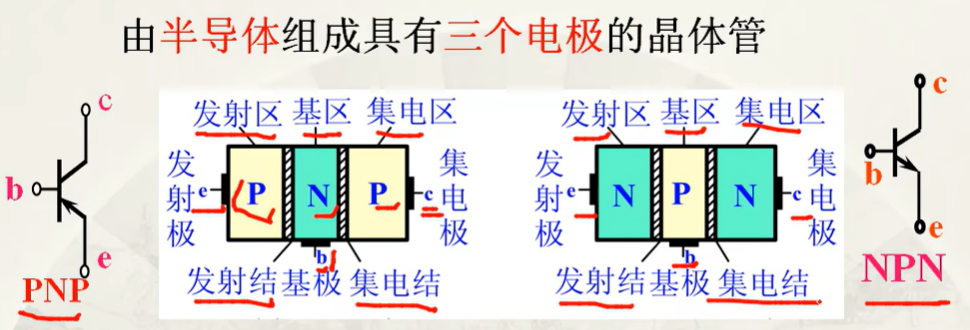 由半导体组成具有三个电极的晶体管
c
b
e
PNP
发射区 基区 集电区
发射极
e
P N P
c
集电极
b
发射结 基极 集电结
发射区 基区 集电区
发射极
e
N P N
c
集电极
b
发射结 基极 集电结
c
b
e
NPN